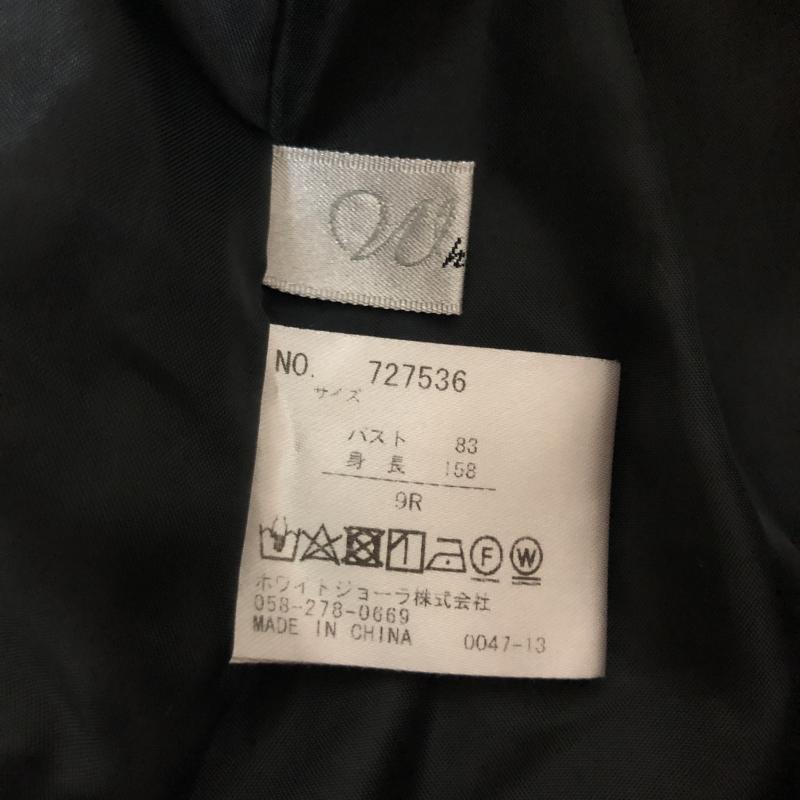 Wh
NO. 727536
サイズ
バスト 83
身長 158
9R
F W
ホワイトジョーラ株式会社
058-278-0669
MADE IN CHINA 0047-13